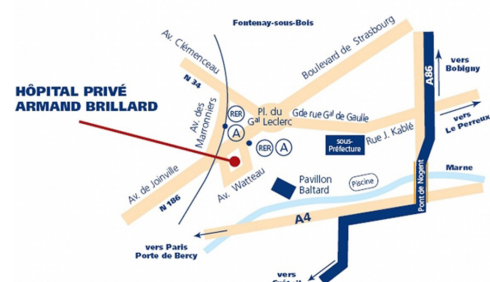 Fontenay-sous-Bois
Av. Clémenceau
Boulevard de Strasbourg
N 34
A86
vers
Bobigny
HÔPITAL PRIVÉ
ARMAND BRILLARD
Av. des
Marronniers
RER
A
Pl. du
Gal Leclerc
Gde rue Gal de Gaulle
vers
Le Perreux
RER
A
sous-
Préfecture
Rue J. Kablé
Av. de Joinville
N 186
Av. Watteau
Pavillon
Baltard
Piscine
Marne
Pont de Nogent
A4
vers Paris
Porte de Bercy
vers